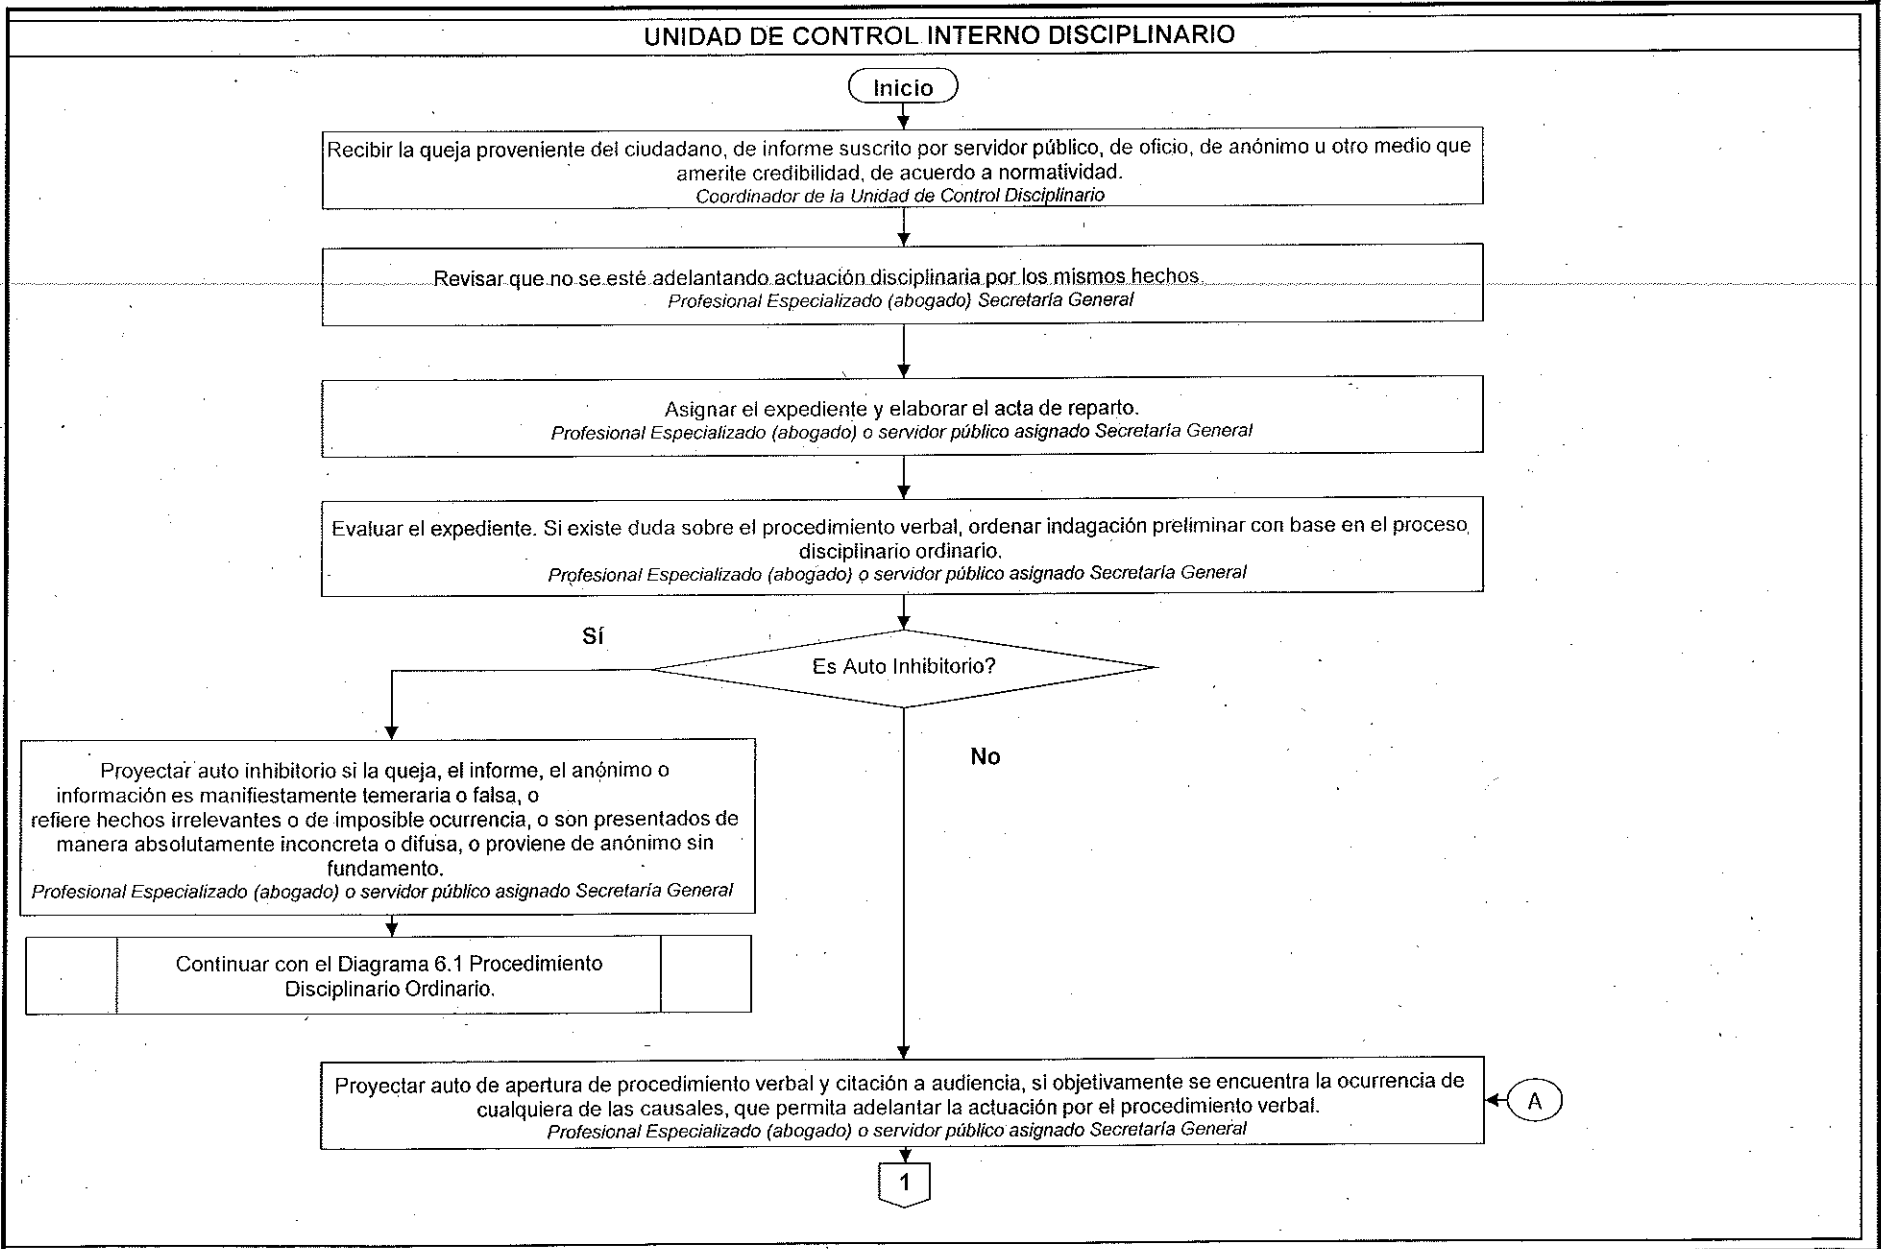 UNIDAD DE CONTROL INTERNO DISCIPLINARIO
Inicio
Recibir la queja proveniente del ciudadano, de informe suscrito por servidor público, de oficio, de anónimo u otro medio que
amerite credibilidad, de acuerdo a normatividad.
Coordinador de la Unidad de Control Disciplinario
Revisar que no se esté adelantando actuación disciplinaria por los mismos hechos.
Profesional Especializado (abogado) Secretaría General
Asignar el expediente y elaborar el acta de reparto.
Profesional Especializado (abogado) o servidor público asignado Secretaría General
Evaluar el expediente. Si existe duda sobre el procedimiento verbal, ordenar indagación preliminar con base en el proceso
disciplinario ordinario.
Profesional Especializado (abogado) o servidor público asignado Secretaría General
Sí
Es Auto Inhibitorio?
No
Proyectar auto inhibitorio si la queja, el informe, el anónimo o
información es manifiestamente temeraria o falsa, o
refiere hechos irrelevantes o de imposible ocurrencia, o son presentados de
manera absolutamente inconcreta o difusa, o proviene de anónimo sin
fundamento.
Profesional Especializado (abogado) o servidor público asignado Secretaría General
Continuar con el Diagrama 6.1 Procedimiento
Disciplinario Ordinario.
Proyectar auto de apertura de procedimiento verbal y citación a audiencia, si objetivamente se encuentra la ocurrencia de
cualquiera de las causales, que permita adelantar la actuación por el procedimiento verbal.
Profesional Especializado (abogado) o servidor público asignado Secretaría General
A
1